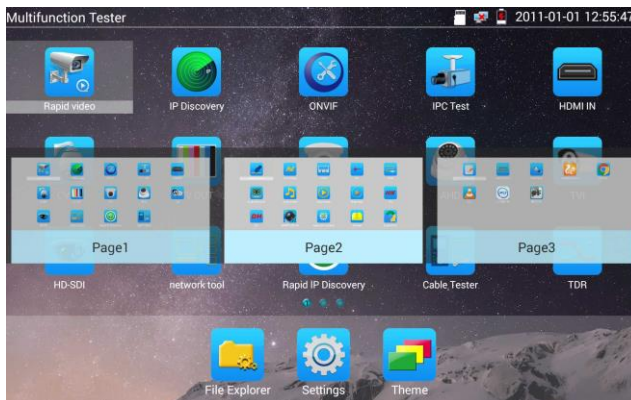 Multifunction Tester
2011-01-01 12:55:47
Rapid video
IP Discovery
ONVIF
IPC Test
HDMI IN
Page1
Page2
Page3
HD-SDI
network tool
Rapid IP Discovery
Cable Tester
TDR
File Explorer
Settings
Theme